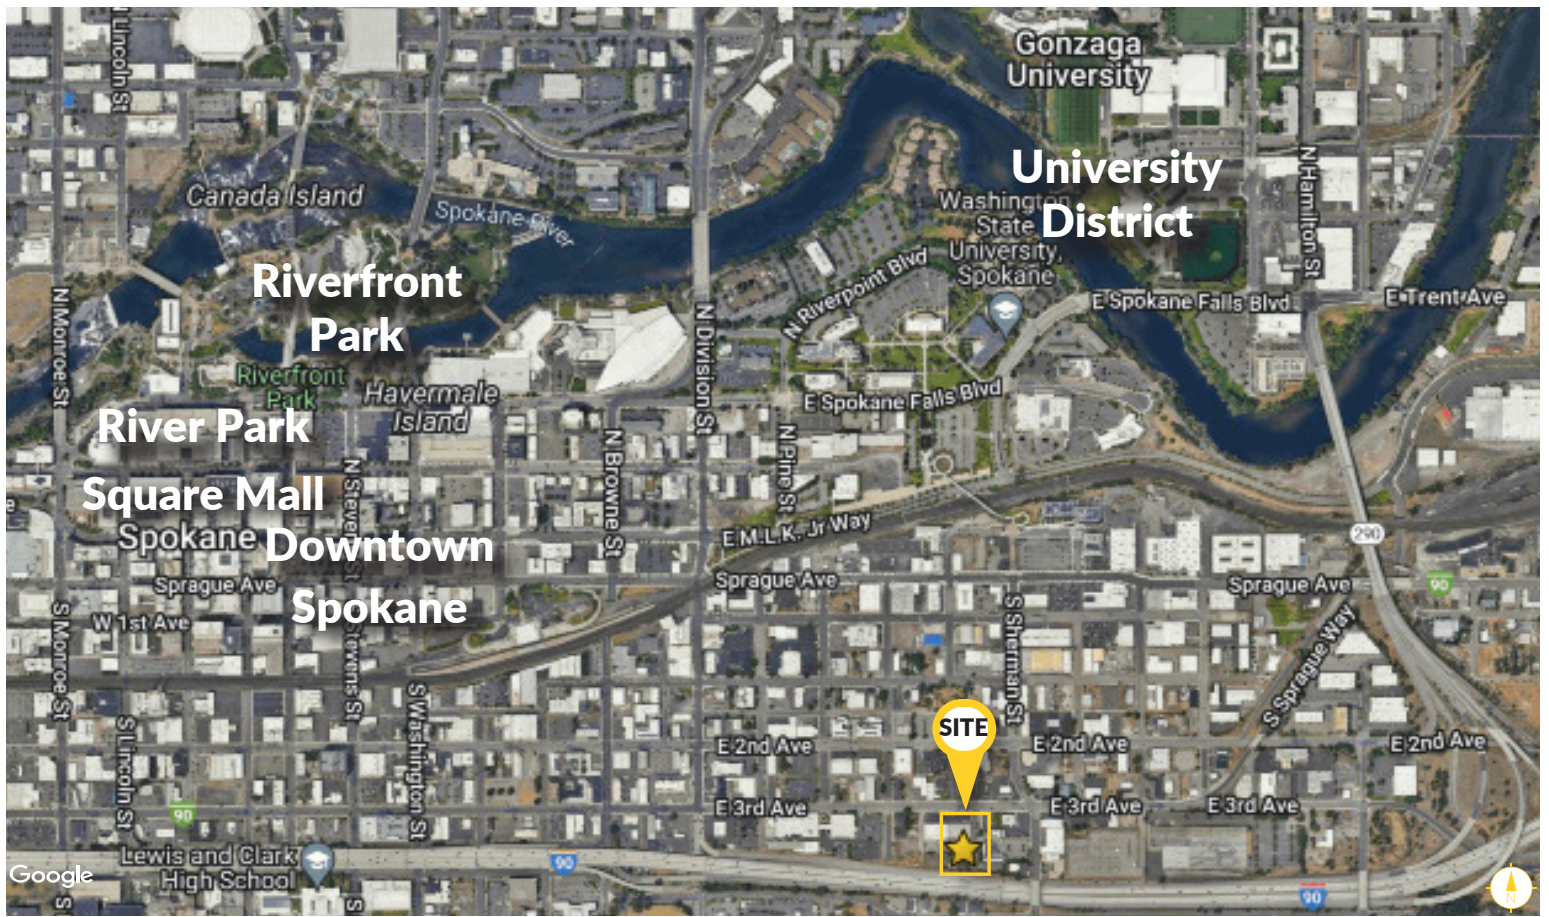 N Lincoln St
Gonzaga
University
University
District
Canada Island
Spokane River
Washington
State
University,
Spokane
N Hamilton St
N Monroe St
Riverfront
Park
N Riverpoint Blvd
E Spokane Falls Blvd
E Trent Ave
N Division St
Riverfront
Park
Havermale
Island
E Spokane Falls Blvd
River Park
Square Mall
N Stevens St
N Browne St
N Pine St
Spokane
Downtown
Spokane
E M.L.K. Jr Way
290
Sprague Ave
Sprague Ave
Sprague Ave
90
W 1st Ave
S Monroe St
S Stevens St
S Sherman St
S Sprague Way
S Lincoln St
S Washington St
SITE
E 2nd Ave
E 2nd Ave
E 2nd Ave
90
E 3rd Ave
E 3rd Ave
E 3rd Ave
Lewis and Clark
High School
90
90
Google
S
S
N